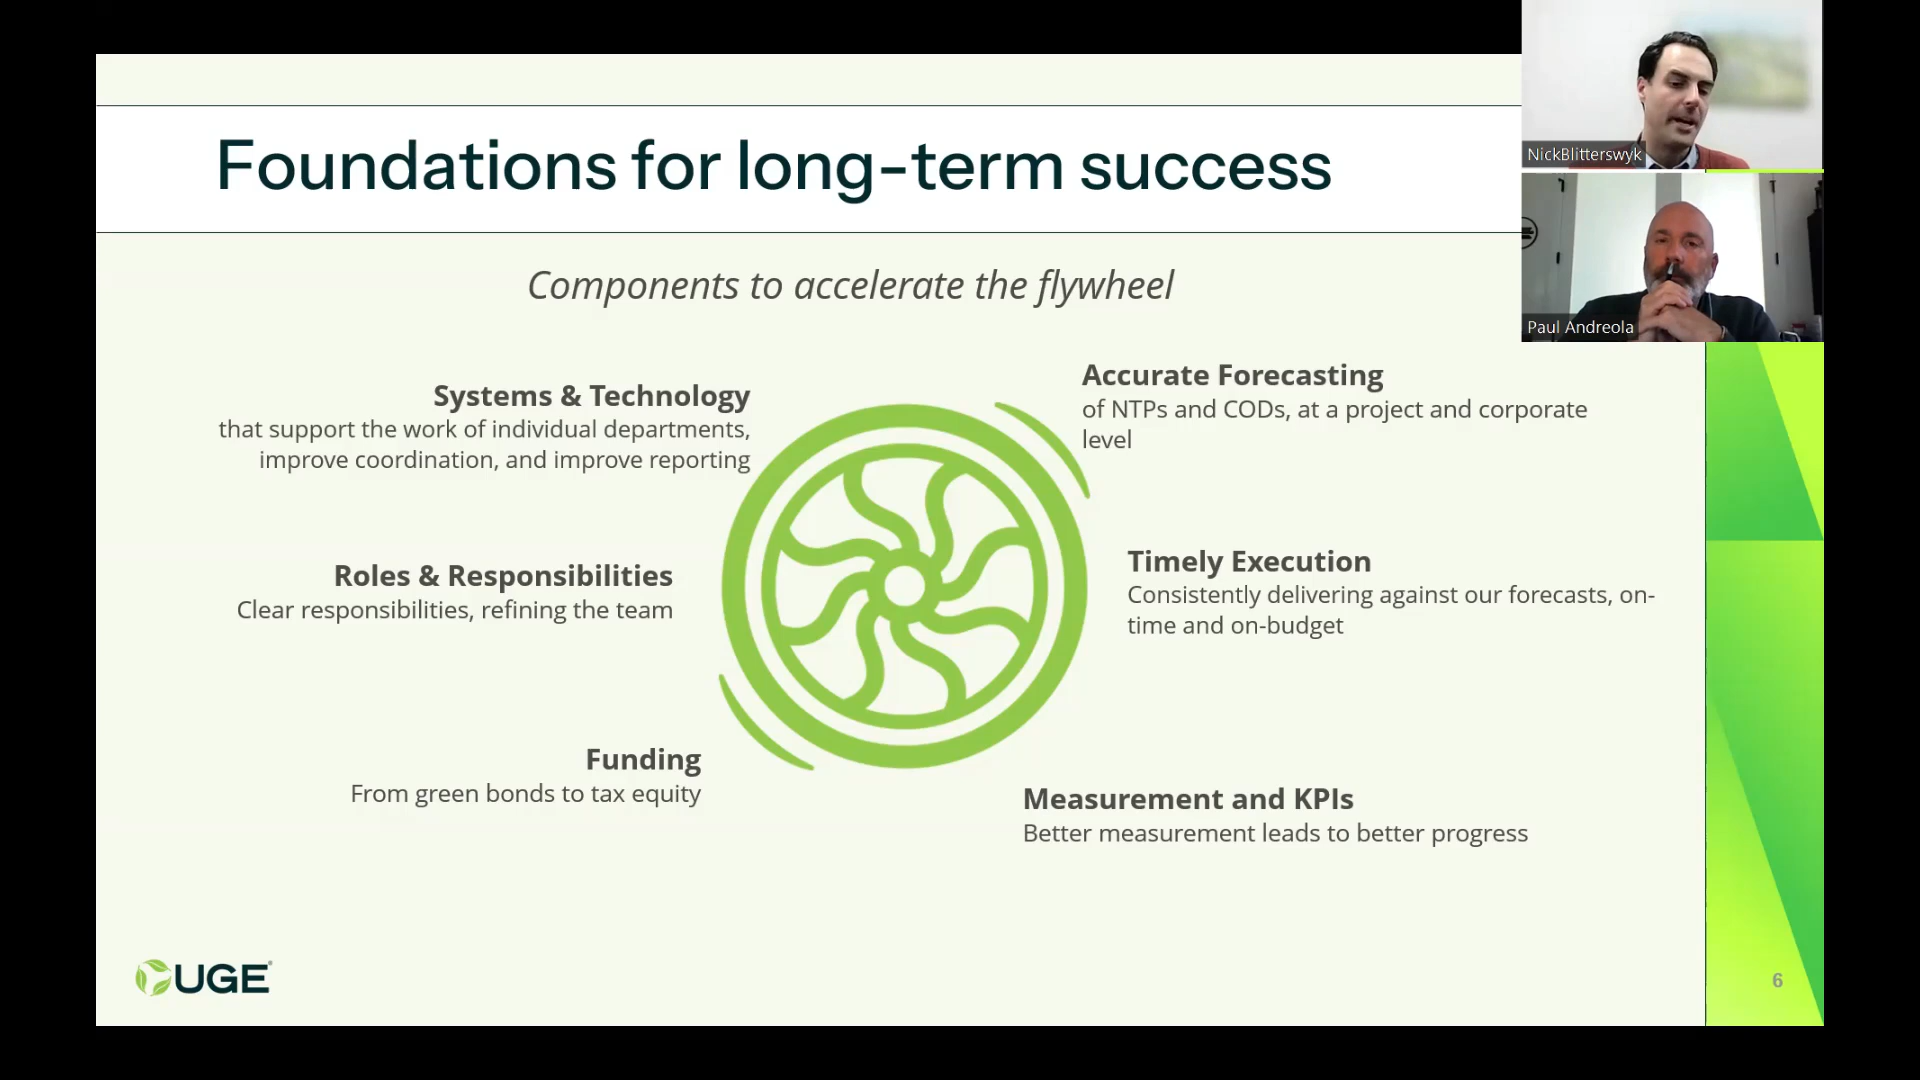 Foundations for long-term success
NickBlitterswyk
Paul Andreola
Components to accelerate the flywheel
Systems & Technology
that support the work of individual departments,
improve coordination, and improve reporting
Accurate Forecasting
of NTPs and CODs, at a project and corporate
level
Roles & Responsibilities
Clear responsibilities, refining the team
Timely Execution
Consistently delivering against our forecasts, on-
time and on-budget
Funding
From green bonds to tax equity
Measurement and KPIs
Better measurement leads to better progress
UGE
6